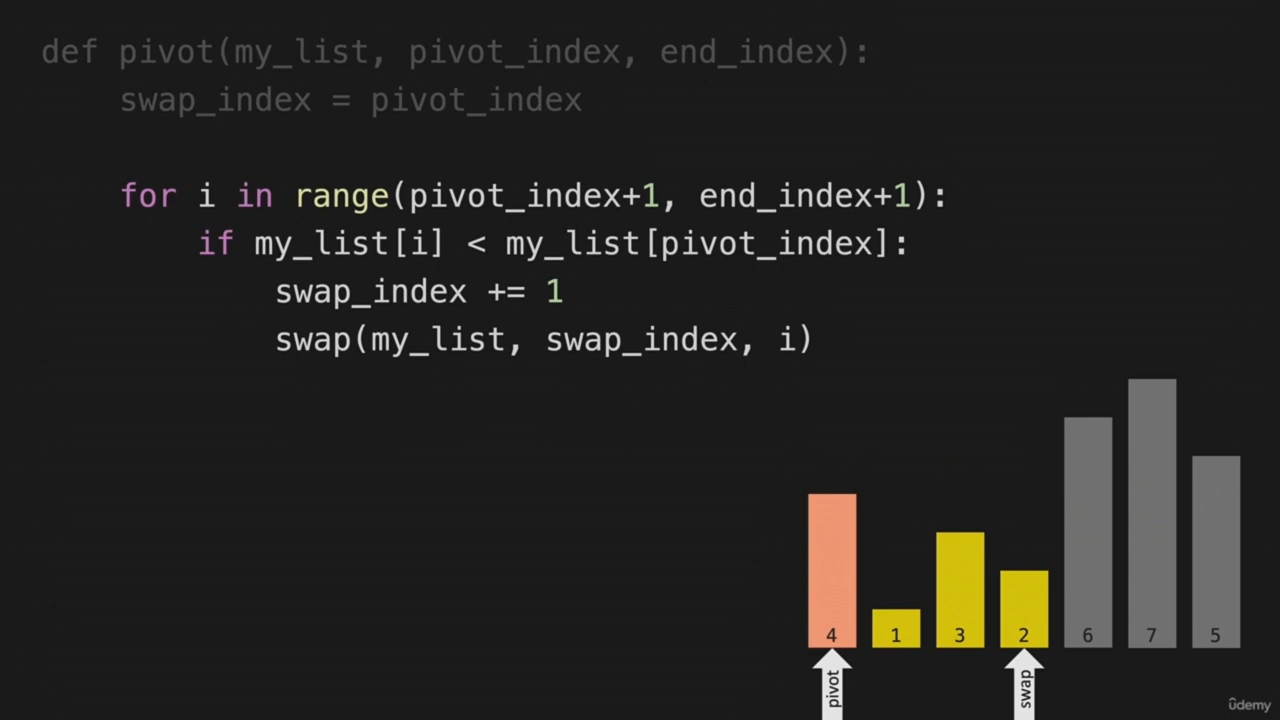 def pivot(my_list, pivot_index, end_index):
    swap_index = pivot_index
    for i in range(pivot_index+1, end_index+1):
        if my_list[i] < my_list[pivot_index]:
            swap_index += 1
            swap(my_list, swap_index, i)
4 1 3 2 6 7 5
pivot swap
ûdemy